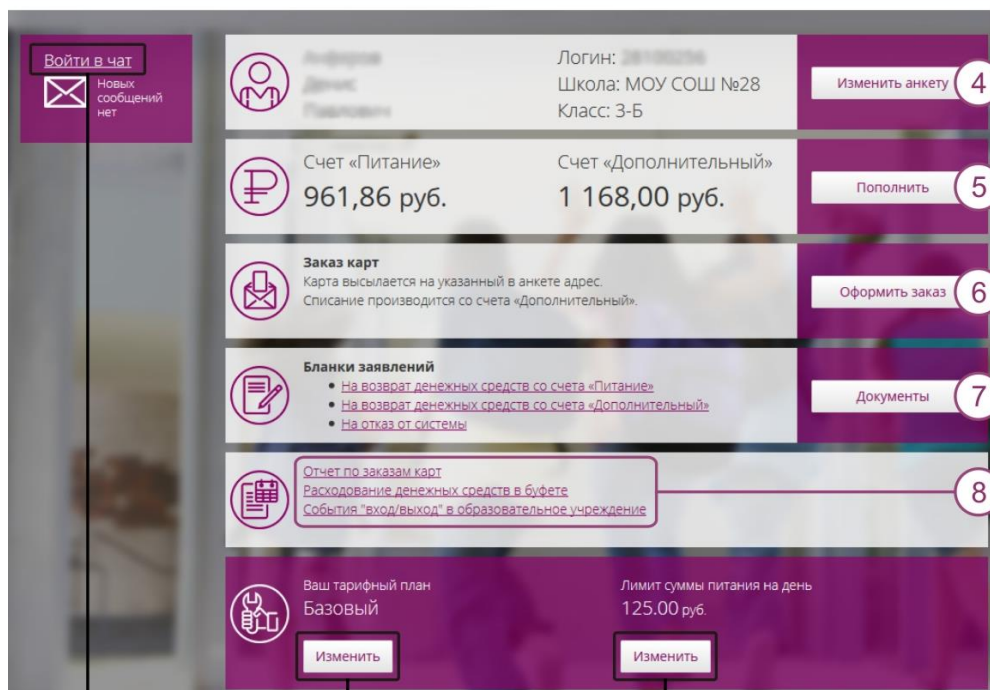 Войти в чат
Новых
сообщений
нет
Логин:
Школа: МОУ СОШ №28
Класс: 3-Б
Изменить анкету
4
Счет «Питание»
961,86 руб.
Счет «Дополнительный»
1 168,00 руб.
Пополнить
5
Заказ карт
Карта высылается на указанный в анкете адрес.
Списание производится со счета «Дополнительный».
Оформить заказ
6
Бланки заявлений
На возврат денежных средств со счета «Питание»
На возврат денежных средств со счета «Дополнительный»
На отказ от системы
Документы
7
Отчет по заказам карт
Расходование денежных средств в буфете
События "вход/выход" в образовательное учреждение
8
Ваш тарифный план
Базовый
Изменить
Лимит суммы питания на день
125.00 руб.
Изменить